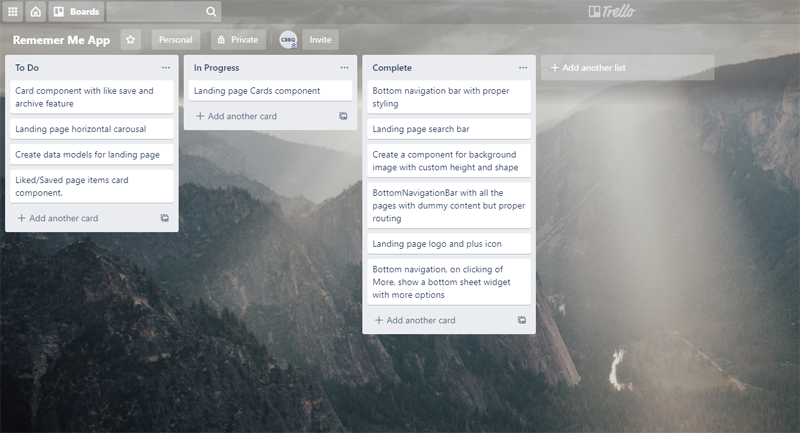 Boards
Trello
Rememer Me App
Personal
Private
CBBQ
Invite
To Do
Card component with like save and
archive feature
Landing page horizontal carousal
Create data models for landing page
Liked/Saved page items card
component.
Add another card
In Progress
Landing page Cards component
Add another card
Complete
Bottom navigation bar with proper
styling
Landing page search bar
Create a component for background
image with custom height and shape
BottomNavigationBar with all the
pages with dummy content but proper
routing
Landing page logo and plus icon
Bottom navigation, on clicking of
More, show a bottom sheet widget
with more options
Add another card
Add another list